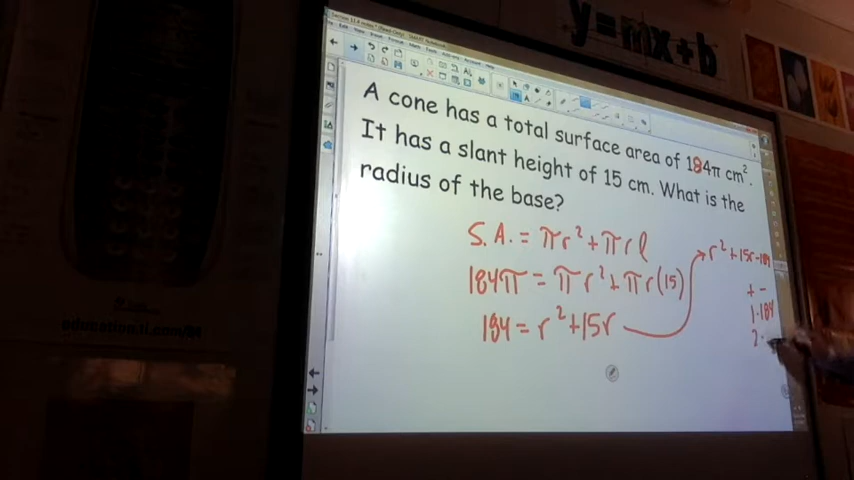 y=mx+b
A cone has a total surface area of 184π cm².
It has a slant height of 15 cm. What is the
radius of the base?
S.A. = πr² + πrl
184π = πr² + πr(15)
184 = r² + 15r
r² + 15r - 184
+ -
1·184
2·